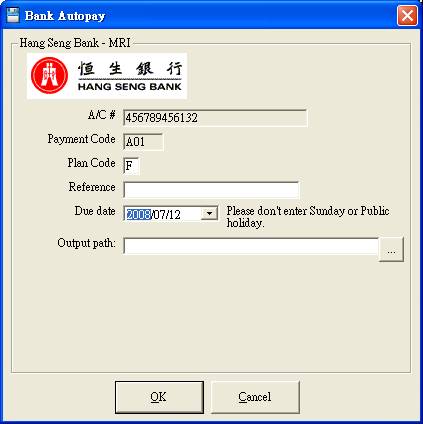 Bank Autopay
Hang Seng Bank - MRI
恒生銀行
HANG SENG BANK
A/C # 456789456132
Payment Code A01
Plan Code F
Reference
Due date 2008/07/12 Please don't enter Sunday or Public
holiday.
Output path: ...
OK Cancel